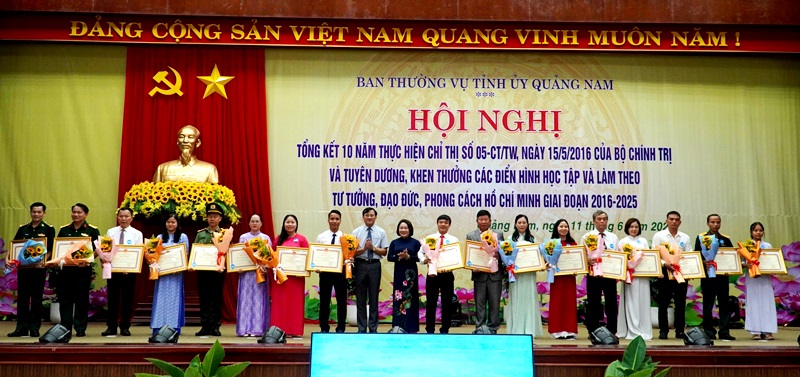 ĐẢNG CỘNG SẢN VIỆT NAM QUANG VINH MUÔN NĂM !
BAN THƯỜNG VỤ TỈNH ỦY QUẢNG NAM
***
HỘI NGHỊ
TỔNG KẾT 10 NĂM THỰC HIỆN CHỈ THỊ SỐ 05-CT/TW, NGÀY 15/5/2016 CỦA BỘ CHÍNH TRỊ
VÀ TUYÊN DƯƠNG, KHEN THƯỞNG CÁC ĐIỂN HÌNH HỌC TẬP VÀ LÀM THEO
TƯ TƯỞNG, ĐẠO ĐỨC, PHONG CÁCH HỒ CHÍ MINH GIAI ĐOẠN 2016-2025
11 6